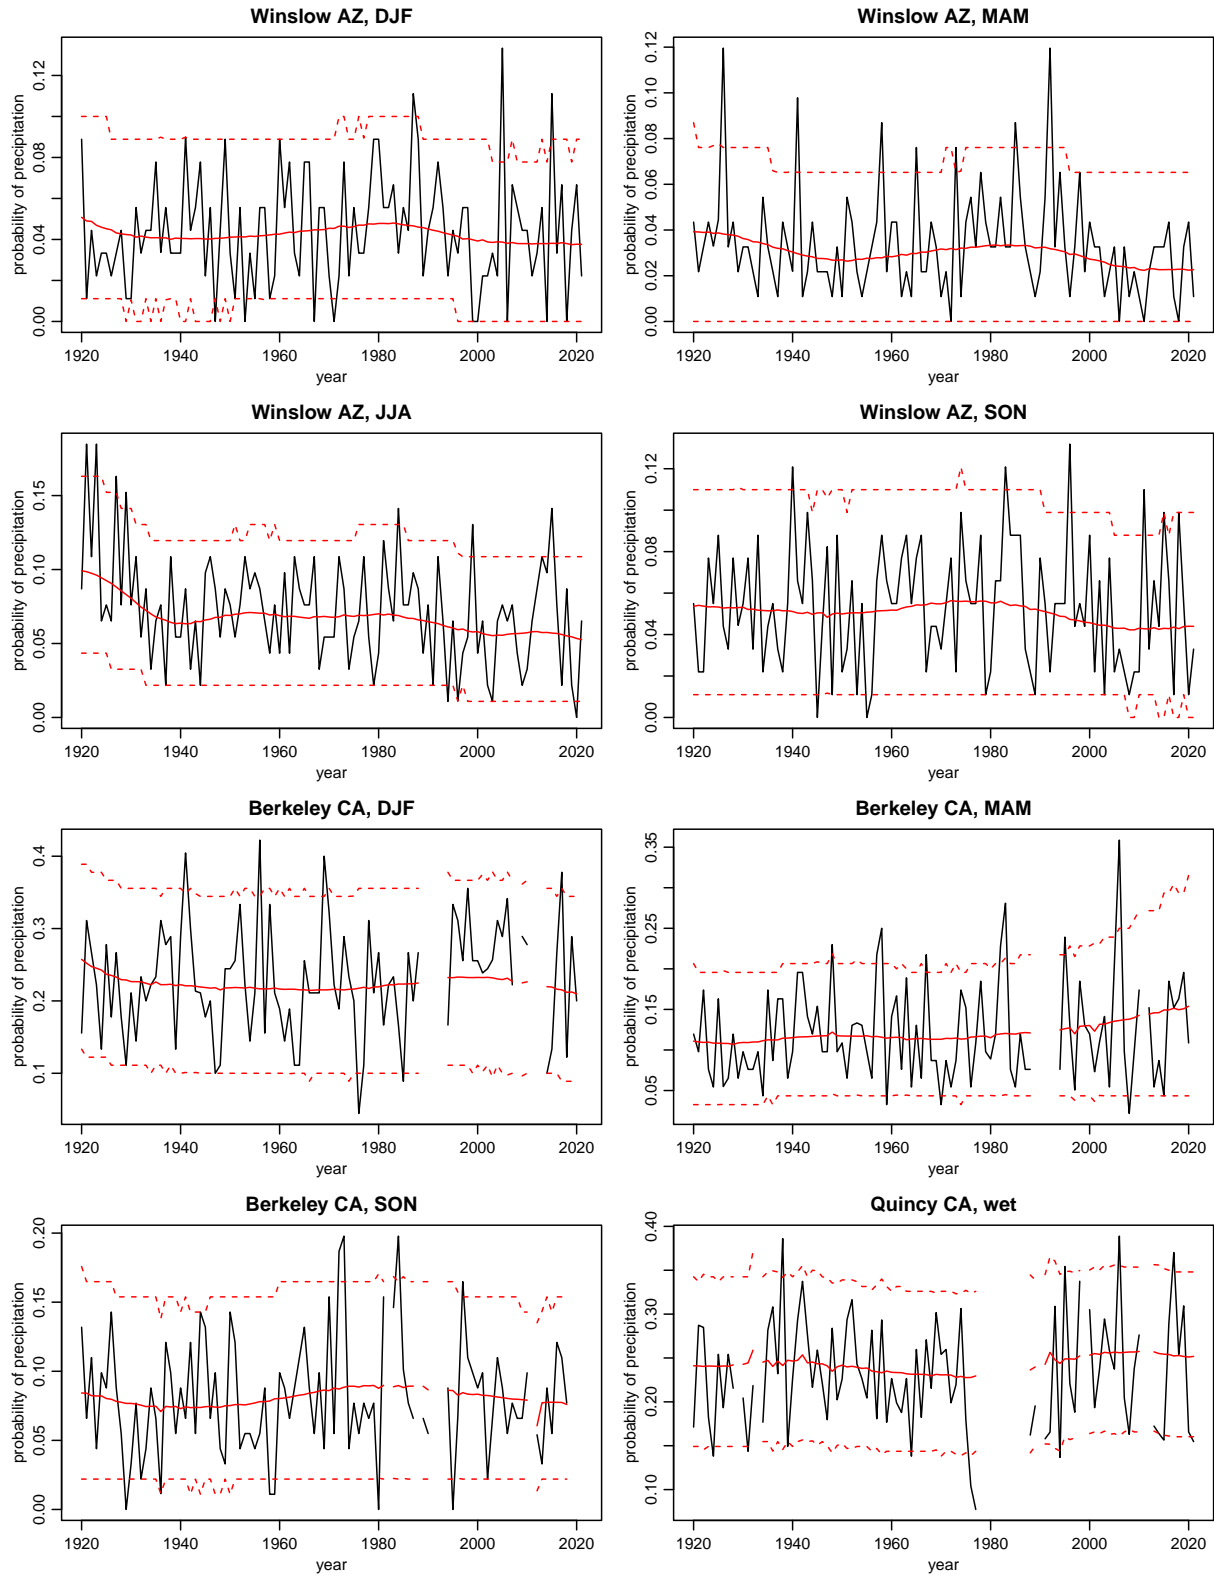 Winslow AZ, DJF
probability of precipitation
0.00 0.04 0.08 0.12
1920 1940 1960 1980 2000 2020
year
Winslow AZ, MAM
probability of precipitation
0.00 0.02 0.04 0.06 0.08 0.10 0.12
1920 1940 1960 1980 2000 2020
year
Winslow AZ, JJA
probability of precipitation
0.00 0.05 0.10 0.15
1920 1940 1960 1980 2000 2020
year
Winslow AZ, SON
probability of precipitation
0.00 0.04 0.08 0.12
1920 1940 1960 1980 2000 2020
year
Berkeley CA, DJF
probability of precipitation
0.1 0.2 0.3 0.4
1920 1940 1960 1980 2000 2020
year
Berkeley CA, MAM
probability of precipitation
0.05 0.15 0.25 0.35
1920 1940 1960 1980 2000 2020
year
Berkeley CA, SON
probability of precipitation
0.00 0.05 0.10 0.15 0.20
1920 1940 1960 1980 2000 2020
year
Quincy CA, wet
probability of precipitation
0.10 0.20 0.30 0.40
1920 1940 1960 1980 2000 2020
year